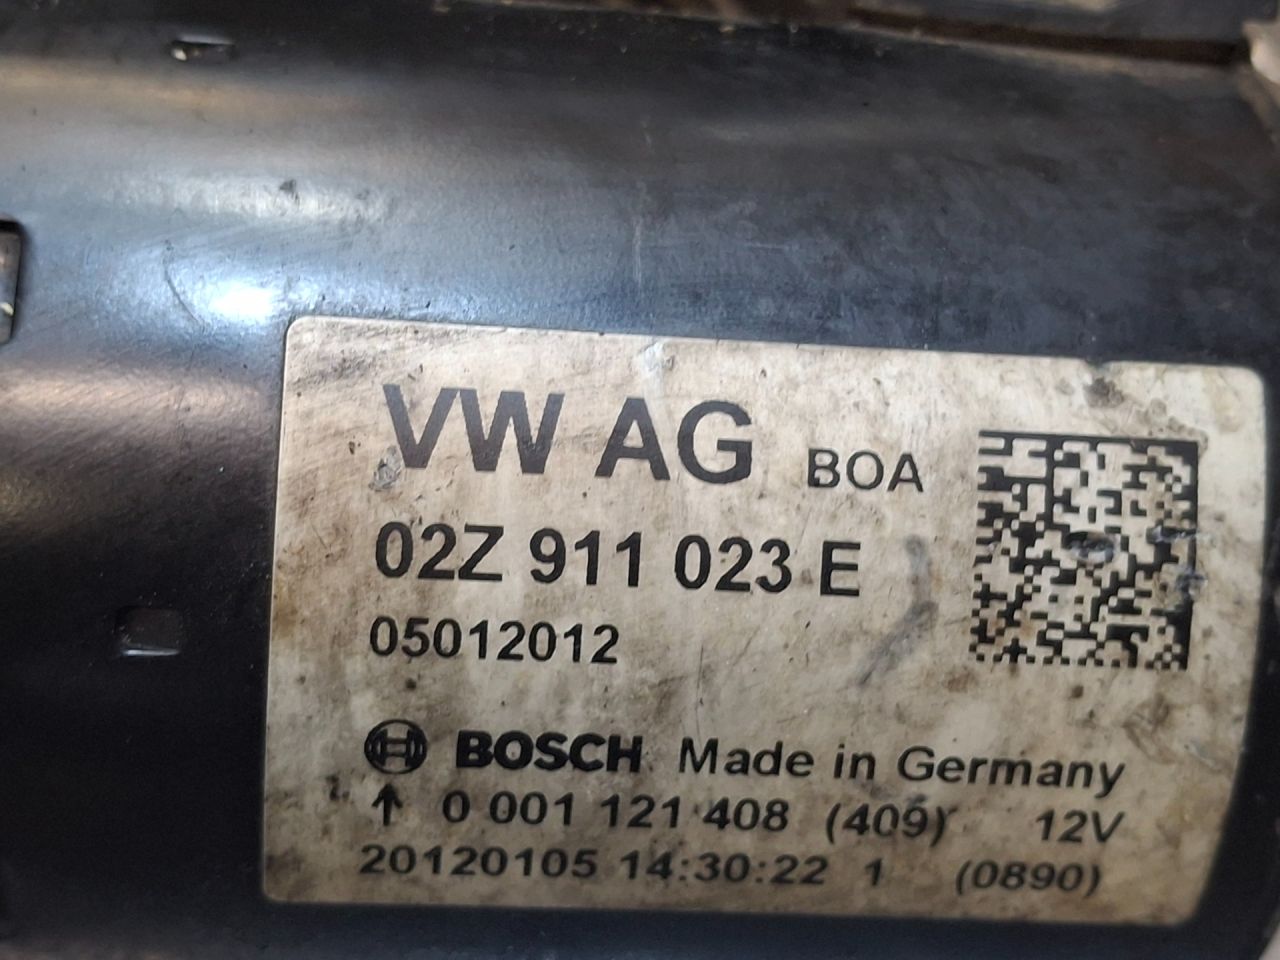 VW AG BOA
02Z 911 023 E
05012012
BOSCH Made in Germany
↑ 0 001 121 408 (409) 12V
20120105 14:30:22 1 (0890)